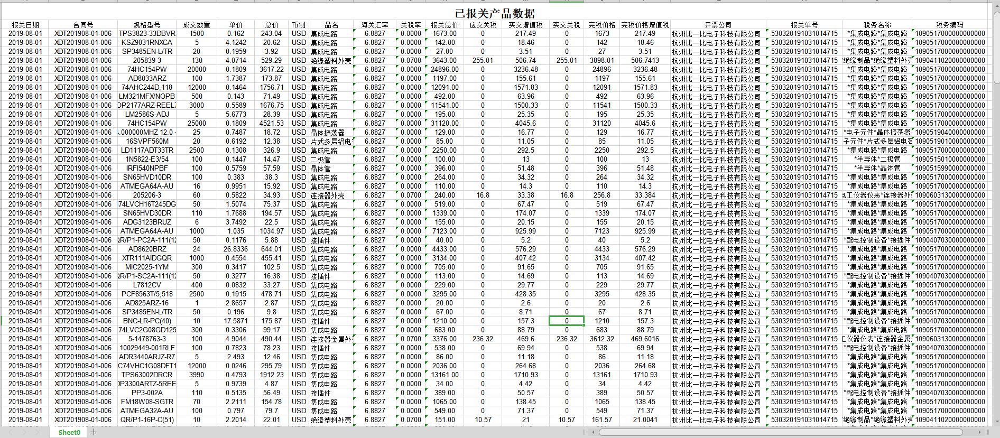 已报关产品数据
报关日期 合同号 规格型号 成交数量 单价 总价 币制 品名 海关汇率 关税率 报关总价 应交关税 实交增值税 实交关税 完税价格 完税价格增值税 开票公司 报关单号 税务名称 税务编码
2019-08-01 XDT201908-01-006 TPS3823-33DBVR 1500 0.162 243.04 USD 集成电路 6.8827 0.0000 1673.00 0 217.49 0 1673 217.49 杭州比一比电子科技有限公司 530320191031014715 *集成电路*集成电路 1090517000000000000
2019-08-01 XDT201908-01-006 KSZ9031RNXCA 5 4.1242 20.62 USD 集成电路 6.8827 0.0000 142.00 0 18.46 0 142 18.46 杭州比一比电子科技有限公司 530320191031014715 *集成电路*集成电路 1090517000000000000
2019-08-01 XDT201908-01-006 SP3485EN-L/TR 20 0.1959 3.92 USD 集成电路 6.8827 0.0000 27.00 0 3.51 0 27 3.51 杭州比一比电子科技有限公司 530320191031014715 *集成电路*集成电路 1090517000000000000
2019-08-01 XDT201908-01-006 205839-3 130 4.0714 529.29 USD 绝缘塑料外壳 6.8827 0.0700 3643.00 255.01 506.74 255.01 3898.01 506.7413 杭州比一比电子科技有限公司 530320191031014715 *绝缘制品*绝缘塑料外壳 1090411020000000000
2019-08-01 XDT201908-01-006 74HC154PW 20000 0.1809 3617.22 USD 集成电路 6.8827 0.0000 24896.00 0 3236.48 0 24896 3236.48 杭州比一比电子科技有限公司 530320191031014715 *集成电路*集成电路 1090517000000000000
2019-08-01 XDT201908-01-006 AD8033ARZ 100 1.7387 173.87 USD 集成电路 6.8827 0.0000 1197.00 0 155.61 0 1197 155.61 杭州比一比电子科技有限公司 530320191031014715 *集成电路*集成电路 1090517000000000000
2019-08-01 XDT201908-01-006 74AHC244D,118 12000 0.1464 1756.71 USD 集成电路 6.8827 0.0000 12091.00 0 1571.83 0 12091 1571.83 杭州比一比电子科技有限公司 530320191031014715 *集成电路*集成电路 1090517000000000000
2019-08-01 XDT201908-01-006 LM321MFX/NOPB 500 0.143 71.49 USD 集成电路 6.8827 0.0000 492.00 0 63.96 0 492 63.96 杭州比一比电子科技有限公司 530320191031014715 *集成电路*集成电路 1090517000000000000
2019-08-01 XDT201908-01-006 OP2177ARZ-REEL7 3000 0.5589 1676.75 USD 集成电路 6.8827 0.0000 11541.00 0 1500.33 0 11541 1500.33 杭州比一比电子科技有限公司 530320191031014715 *集成电路*集成电路 1090517000000000000
2019-08-01 XDT201908-01-006 LM2586S-ADJ 5 5.6773 28.39 USD 集成电路 6.8827 0.0000 195.00 0 25.35 0 195 25.35 杭州比一比电子科技有限公司 530320191031014715 *集成电路*集成电路 1090517000000000000
2019-08-01 XDT201908-01-006 74HC154PW 25000 0.1809 4521.53 USD 集成电路 6.8827 0.0000 31120.00 0 4045.6 0 31120 4045.6 杭州比一比电子科技有限公司 530320191031014715 *集成电路*集成电路 1090517000000000000
2019-08-01 XDT201908-01-006 .000000MHZ 12.0 25 0.7487 18.72 USD 晶体振荡器 6.8827 0.0000 129.00 0 16.77 0 129 16.77 杭州比一比电子科技有限公司 530320191031014715 *电子元件*晶体振荡器 1090519040000000000
2019-08-01 XDT201908-01-006 16SVPF560M 20 0.6192 12.38 USD 片式多层铝电 6.8827 0.0000 85.00 0 11.05 0 85 11.05 杭州比一比电子科技有限公司 530320191031014715 子元件*片式多层铝电容 1090519010000000000
2019-08-01 XDT201908-01-006 LD1117ADT33TR 2500 0.1308 326.9 USD 集成电路 6.8827 0.0000 2250.00 0 292.5 0 2250 292.5 杭州比一比电子科技有限公司 530320191031014715 *集成电路*集成电路 1090517000000000000
2019-08-01 XDT201908-01-006 1N5822-E3/54 100 0.1447 14.47 USD 二极管 6.8827 0.0000 100.00 0 13 0 100 13 杭州比一比电子科技有限公司 530320191031014715 *半导体*二极管 1090515010000000000
2019-08-01 XDT201908-01-006 IRFI540NPBF 100 0.5759 57.59 USD 晶体管 6.8827 0.0000 396.00 0 51.48 0 396 51.48 杭州比一比电子科技有限公司 530320191031014715 *半导体*晶体管 1090515990000000000
2019-08-01 XDT201908-01-006 SN65HVD10DR 100 0.383 38.3 USD 集成电路 6.8827 0.0000 264.00 0 34.32 0 264 34.32 杭州比一比电子科技有限公司 530320191031014715 *集成电路*集成电路 1090517000000000000
2019-08-01 XDT201908-01-006 ATMEGA64A-AU 16 0.9951 15.92 USD 集成电路 6.8827 0.0000 110.00 0 14.3 0 110 14.3 杭州比一比电子科技有限公司 530320191031014715 *集成电路*集成电路 1090517000000000000
2019-08-01 XDT201908-01-006 205206-3 60 0.5822 34.93 USD 连接器外壳 6.8827 0.0700 240.00 16.8 33.38 16.8 256.8 33.384 杭州比一比电子科技有限公司 530320191031014715 电工仪器仪表*连接器外 1090603130000000000
2019-08-01 XDT201908-01-006 74LVCH16T245DG 50 1.5074 75.37 USD 集成电路 6.8827 0.0000 519.00 0 67.47 0 519 67.47 杭州比一比电子科技有限公司 530320191031014715 *集成电路*集成电路 1090517000000000000
2019-08-01 XDT201908-01-006 SN65HVD30DR 110 1.7688 194.57 USD 集成电路 6.8827 0.0000 1339.00 0 174.07 0 1339 174.07 杭州比一比电子科技有限公司 530320191031014715 *集成电路*集成电路 1090517000000000000
2019-08-01 XDT201908-01-006 ADG3123BRUZ 6 3.7492 22.5 USD 集成电路 6.8827 0.0000 155.00 0 20.15 0 155 20.15 杭州比一比电子科技有限公司 530320191031014715 *集成电路*集成电路 1090517000000000000
2019-08-01 XDT201908-01-006 ATMEGA64A-AU 1000 1.035 1034.97 USD 集成电路 6.8827 0.0000 7123.00 0 925.99 0 7123 925.99 杭州比一比电子科技有限公司 530320191031014715 *集成电路*集成电路 1090517000000000000
2019-08-01 XDT201908-01-006 QR/P1-PC2A-111(12 50 0.1176 5.88 USD 接插件 6.8827 0.0000 40.00 0 5.2 0 40 5.2 杭州比一比电子科技有限公司 530320191031014715 *配电控制设备*接插件 1090407030000000000
2019-08-01 XDT201908-01-006 AD8620BRZ 24 26.8336 644.01 USD 集成电路 6.8827 0.0000 4433.00 0 576.29 0 4433 576.29 杭州比一比电子科技有限公司 530320191031014715 *集成电路*集成电路 1090517000000000000
2019-08-01 XDT201908-01-006 XTR111AIDGQR 1000 0.4554 455.41 USD 集成电路 6.8827 0.0000 3134.00 0 407.42 0 3134 407.42 杭州比一比电子科技有限公司 530320191031014715 *集成电路*集成电路 1090517000000000000
2019-08-01 XDT201908-01-006 MIC2025-1YM 300 0.3417 102.5 USD 集成电路 6.8827 0.0000 705.00 0 91.65 0 705 91.65 杭州比一比电子科技有限公司 530320191031014715 *集成电路*集成电路 1090517000000000000
2019-08-01 XDT201908-01-006 QR/P1-SC2A-111(12 50 0.3277 16.38 USD 接插件 6.8827 0.0000 113.00 0 14.69 0 113 14.69 杭州比一比电子科技有限公司 530320191031014715 *配电控制设备*接插件 1090407030000000000
2019-08-01 XDT201908-01-006 L7812CV 400 0.0832 33.27 USD 集成电路 6.8827 0.0000 229.00 0 29.77 0 229 29.77 杭州比一比电子科技有限公司 530320191031014715 *集成电路*集成电路 1090517000000000000
2019-08-01 XDT201908-01-006 PCF8563T/5,518 2500 0.1915 478.71 USD 集成电路 6.8827 0.0000 3295.00 0 428.35 0 3295 428.35 杭州比一比电子科技有限公司 530320191031014715 *集成电路*集成电路 1090517000000000000
2019-08-01 XDT201908-01-006 AD825ARZ-16 1 2.8657 2.87 USD 集成电路 6.8827 0.0000 20.00 0 2.6 0 20 2.6 杭州比一比电子科技有限公司 530320191031014715 *集成电路*集成电路 1090517000000000000
2019-08-01 XDT201908-01-006 SP3485EN-L/TR 50 0.196 9.8 USD 集成电路 6.8827 0.0000 67.00 0 8.71 0 67 8.71 杭州比一比电子科技有限公司 530320191031014715 *集成电路*集成电路 1090517000000000000
2019-08-01 XDT201908-01-006 BNC-LR-PC(40) 10 17.5871 175.87 USD 接插件 6.8827 0.0000 1210.00 0 157.3 0 1210 157.3 杭州比一比电子科技有限公司 530320191031014715 *配电控制设备*接插件 1090407030000000000
2019-08-01 XDT201908-01-006 74LVC2G08GD125 300 0.3306 99.17 USD 集成电路 6.8827 0.0000 683.00 0 88.79 0 683 88.79 杭州比一比电子科技有限公司 530320191031014715 *集成电路*集成电路 1090517000000000000
2019-08-01 XDT201908-01-006 5-1478763-3 100 4.9044 490.44 USD 连接器金属外壳 6.8827 0.0700 3376.00 236.32 469.6 236.32 3612.32 469.6016 杭州比一比电子科技有限公司 530320191031014715 工仪器仪表*连接器金属 1090603130000000000
2019-08-01 XDT201908-01-006 10029449-001RLF 100 0.7823 78.23 USD 接插件 6.8827 0.0000 538.00 0 69.94 0 538 69.94 杭州比一比电子科技有限公司 530320191031014715 *配电控制设备*接插件 1090407030000000000
2019-08-01 XDT201908-01-006 ADR3440ARJZ-R7 5 2.493 12.46 USD 集成电路 6.8827 0.0000 86.00 0 11.18 0 86 11.18 杭州比一比电子科技有限公司 530320191031014715 *集成电路*集成电路 1090517000000000000
2019-08-01 XDT201908-01-006 C74VHC1G08DFT1 12000 0.0246 295.79 USD 集成电路 6.8827 0.0000 2036.00 0 264.68 0 2036 264.68 杭州比一比电子科技有限公司 530320191031014715 *集成电路*集成电路 1090517000000000000
2019-08-01 XDT201908-01-006 TPS63002DRCR 3990 0.4793 1912.23 USD 集成电路 6.8827 0.0000 13161.00 0 1710.93 0 13161 1710.93 杭州比一比电子科技有限公司 530320191031014715 *集成电路*集成电路 1090517000000000000
2019-08-01 XDT201908-01-006 DP3300ARTZ-5REE 5 0.9739 4.87 USD 集成电路 6.8827 0.0000 34.00 0 4.42 0 34 4.42 杭州比一比电子科技有限公司 530320191031014715 *集成电路*集成电路 1090517000000000000
2019-08-01 XDT201908-01-006 PP3-002A 110 0.5135 56.49 USD 接插件 6.8827 0.0000 389.00 0 50.57 0 389 50.57 杭州比一比电子科技有限公司 530320191031014715 *配电控制设备*接插件 1090407030000000000
2019-08-01 XDT201908-01-006 FM18W08-SGTR 70 2.2111 154.78 USD 集成电路 6.8827 0.0000 1065.00 0 138.45 0 1065 138.45 杭州比一比电子科技有限公司 530320191031014715 *集成电路*集成电路 1090517000000000000
2019-08-01 XDT201908-01-006 ATMEGA32A-AU 100 0.797 79.7 USD 集成电路 6.8827 0.0000 549.00 0 71.37 0 549 71.37 杭州比一比电子科技有限公司 530320191031014715 *集成电路*集成电路 1090517000000000000
2019-08-01 XDT201908-01-006 QR/P1-16P-C(51) 10 2.2014 22.01 USD 绝缘塑料外壳 6.8827 0.0700 151.00 10.57 21 10.57 161.57 21.0041 杭州比一比电子科技有限公司 530320191031014715 *绝缘制品*绝缘塑料外壳 1090411020000000000
Sheet0